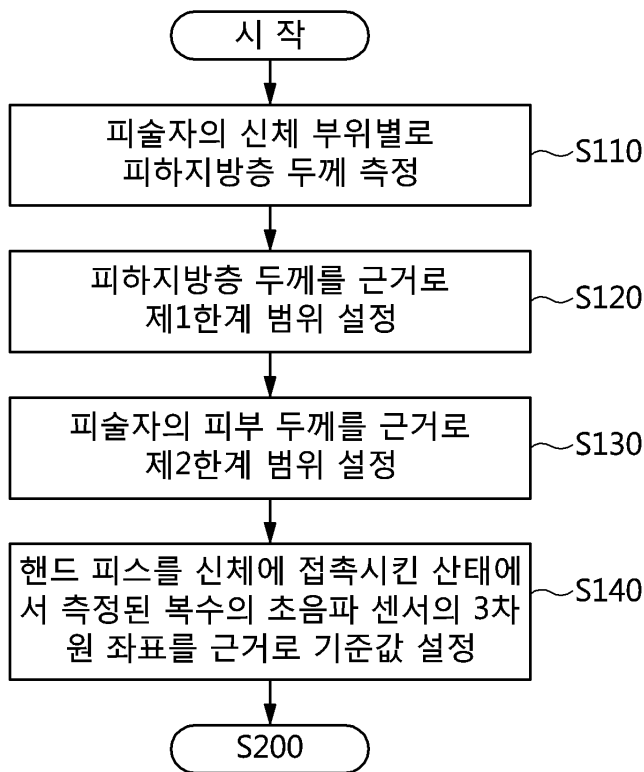 시 작
피술자의 신체 부위별로
피하지방층 두께 측정
S110
피하지방층 두께를 근거로
제1한계 범위 설정
S120
피술자의 피부 두께를 근거로
제2한계 범위 설정
S130
핸드 피스를 신체에 접촉시킨 산태에
서 측정된 복수의 초음파 센서의 3차
원 좌표를 근거로 기준값 설정
S140
S200